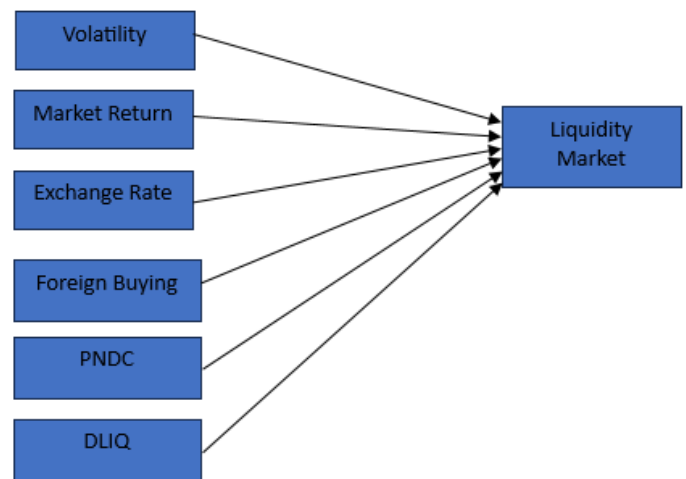 Volatility
Market Return
Exchange Rate
Foreign Buying
PNDC
DLIQ
Liquidity
Market